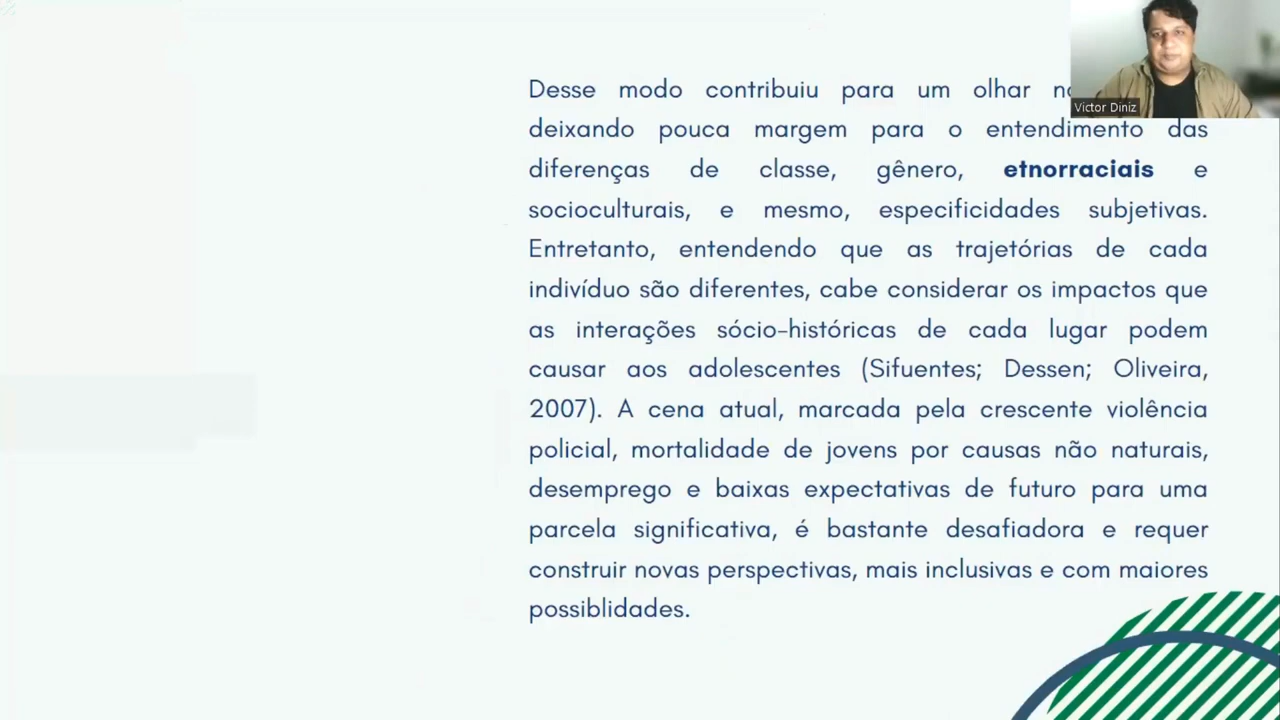 Desse modo contribuiu para um olhar
Victor Diniz
deixando pouca margem para o entendimento das
diferenças de classe, gênero, etnorraciais e
socioculturais, e mesmo, especificidades subjetivas.
Entretanto, entendendo que as trajetórias de cada
indivíduo são diferentes, cabe considerar os impactos que
as interações sócio-históricas de cada lugar podem
causar aos adolescentes (Sifuentes; Dessen; Oliveira,
2007). A cena atual, marcada pela crescente violência
policial, mortalidade de jovens por causas não naturais,
desemprego e baixas expectativas de futuro para uma
parcela significativa, é bastante desafiadora e requer
construir novas perspectivas, mais inclusivas e com maiores
possiblidades.